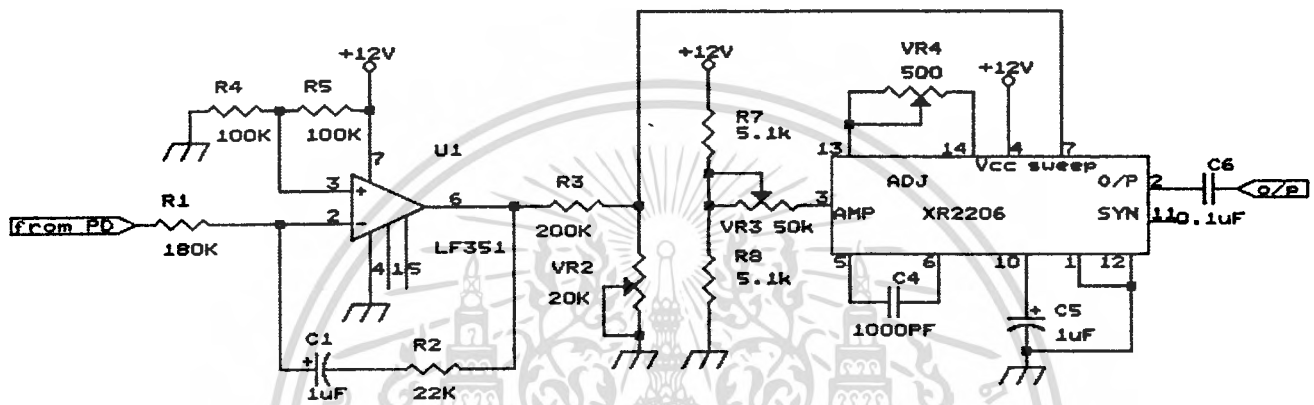 +12V
VR4
500
+12V
R4
R5
100K
100K
R7
5.1k
7
U1
13
14
4
7
Vcc sweep
C6
3
+
6
R3
ADJ
O/P
2
o/p
R1
2
-
3
AMP
XR2206
SYN
11
0.1uF
from PD
180K
LF351
200K
VR3 50k
4
1
5
VR2
20K
R8
5.1k
5
6
10
1
12
C4
1000PF
+
C5
1uF
C1
R2
+
1uF
22K